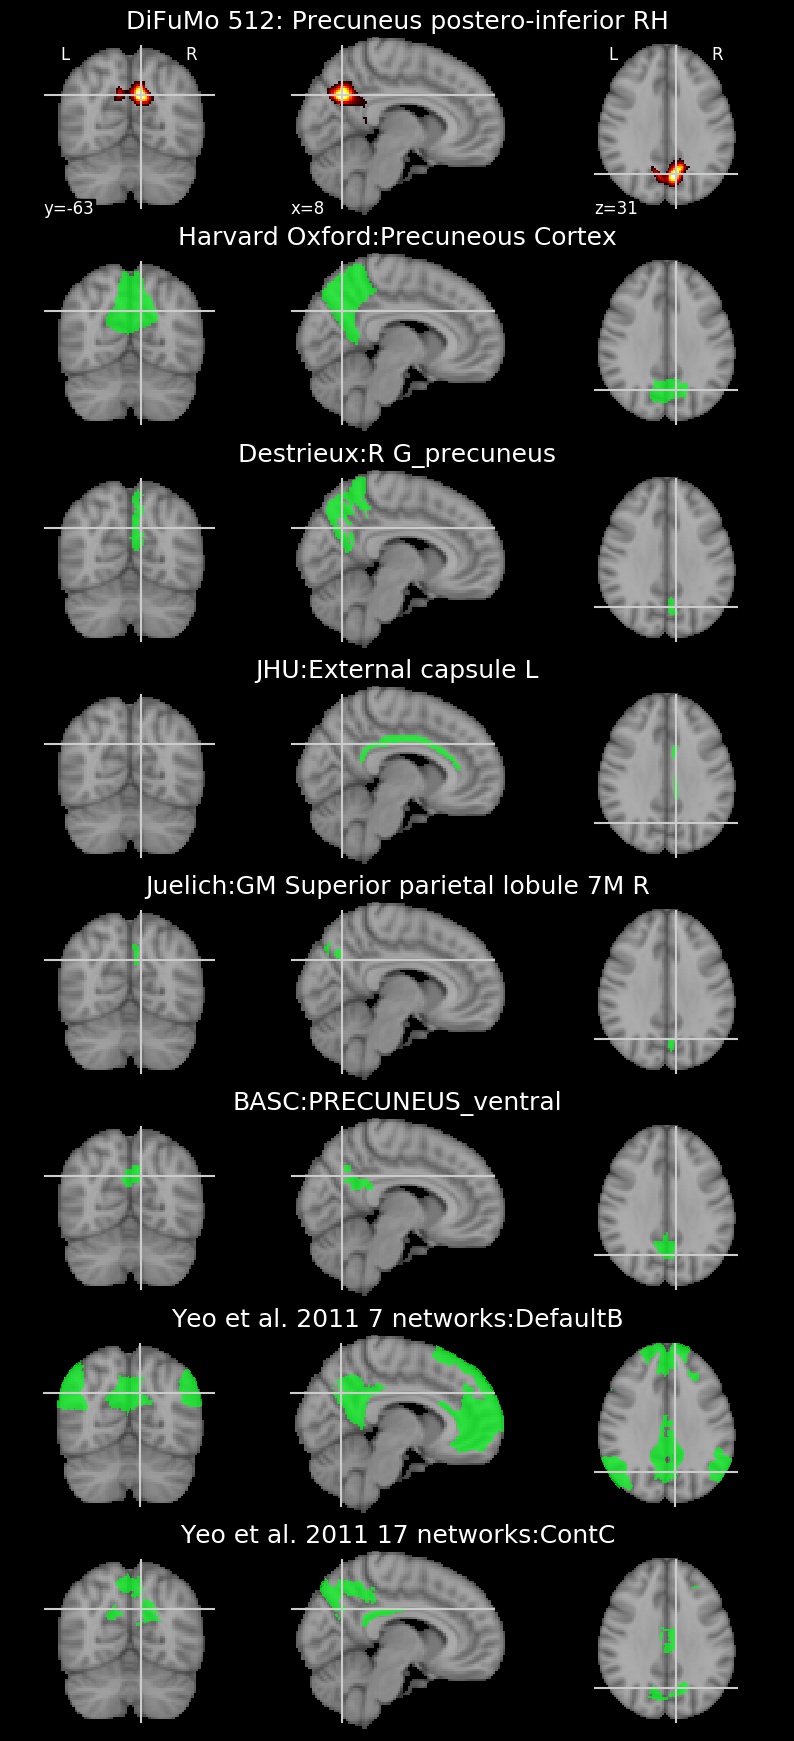 DiFuMo 512: Precuneus postero-inferior RH
L R L R
y=-63 x=8 z=31
Harvard Oxford:Precuneous Cortex
Destrieux:R G_precuneus
JHU:External capsule L
Juelich:GM Superior parietal lobule 7M R
BASC:PRECUNEUS_ventral
Yeo et al. 2011 7 networks:DefaultB
Yeo et al. 2011 17 networks:ContC